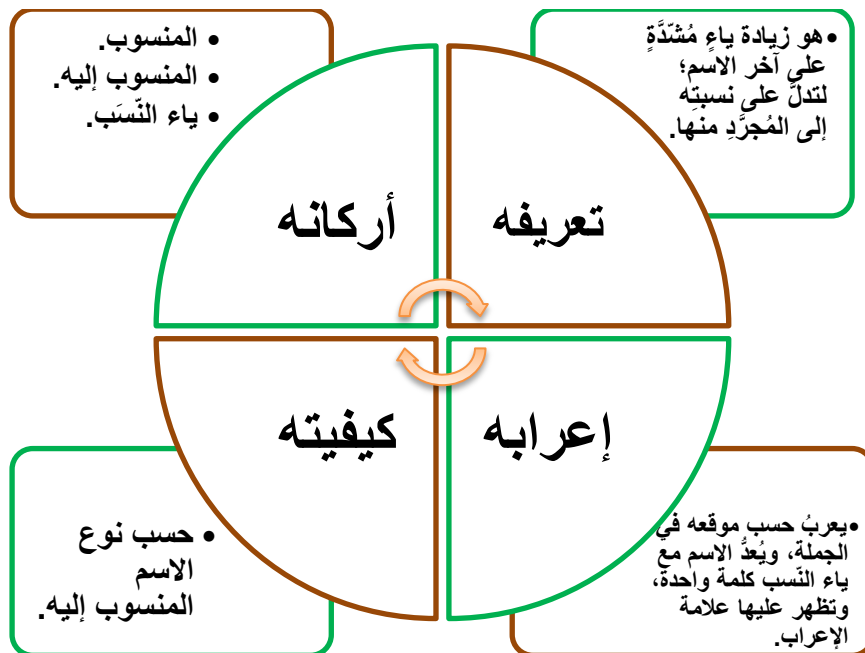 هو زيادة ياءٍ مُشدَّدَةٍ
على آخر الاسم؛
لتدلَّ على نسبتِه
إلى المُجرَّدِ منها.
المنسوب.
المنسوب إليه.
ياء النّسَب.
تعريفه
أركانه
إعرابه
كيفيته
يعربُ حسب موقعه في
الجملة، ويُعدُّ الاسم مع
ياء النّسب كلمة واحدة،
وتظهر عليها علامة
الإعراب.
حسب نوع
الاسم
المنسوب إليه.